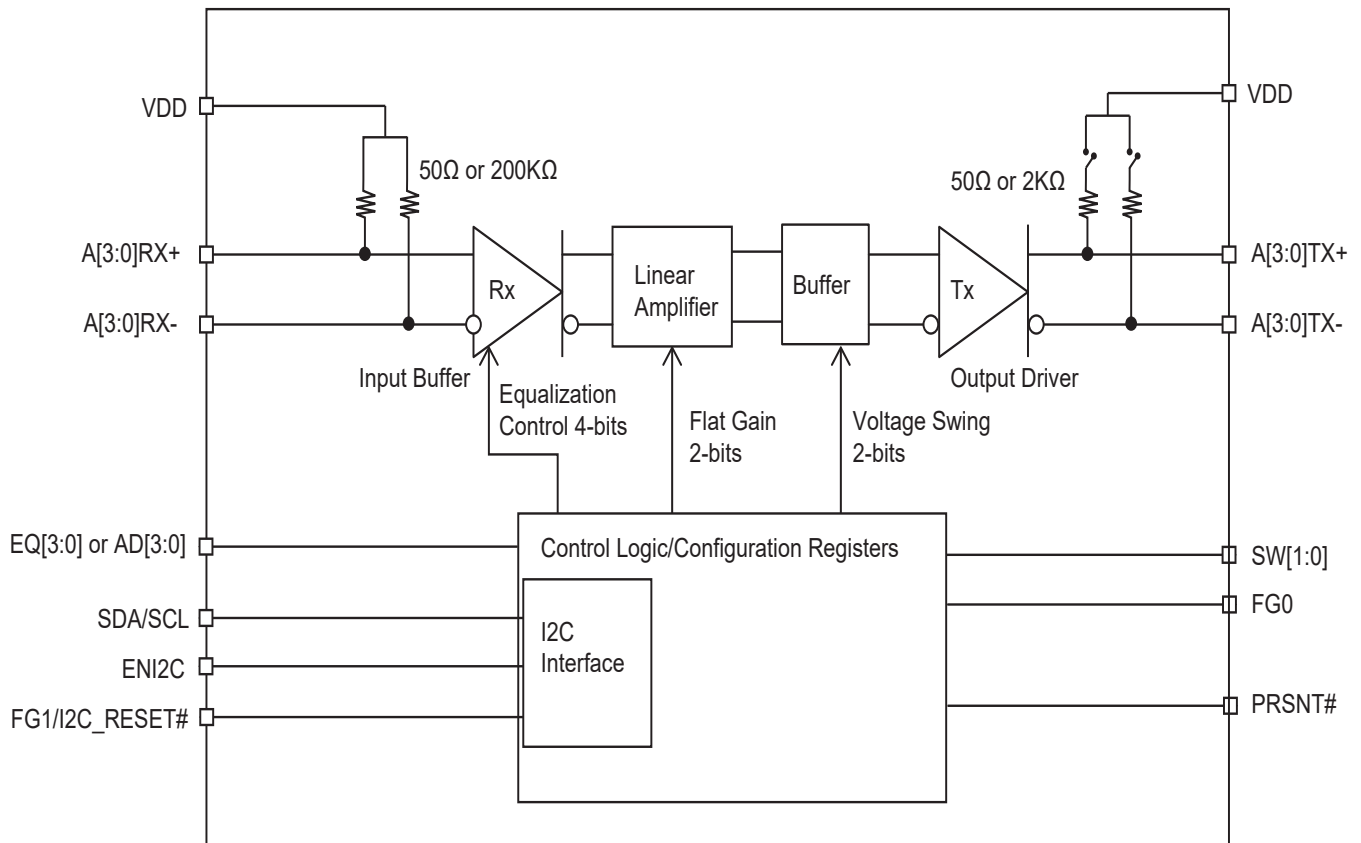 VDD
VDD
50Ω or 200KΩ
50Ω or 2KΩ
A[3:0]RX+
A[3:0]TX+
Rx
Linear
Amplifier
Buffer
Tx
A[3:0]RX-
A[3:0]TX-
Input Buffer
Output Driver
Equalization
Control 4-bits
Flat Gain
2-bits
Voltage Swing
2-bits
EQ[3:0] or AD[3:0]
Control Logic/Configuration Registers
SW[1:0]
SDA/SCL
FG0
I2C
Interface
ENI2C
FG1/I2C_RESET#
PRSNT#